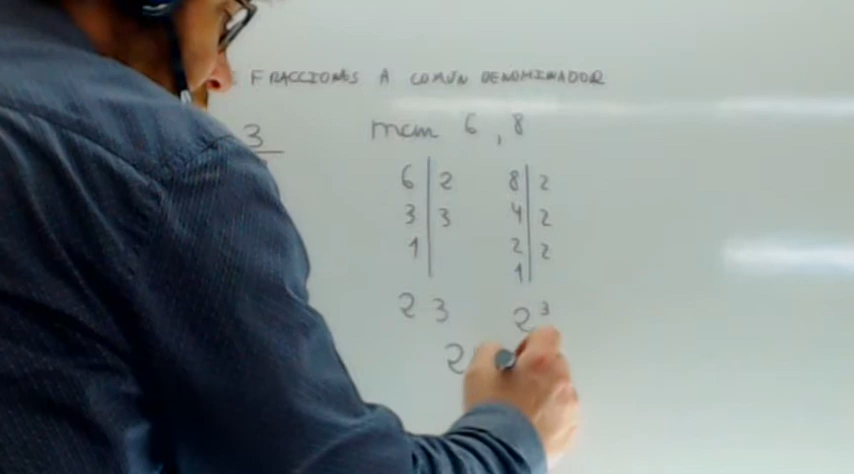 FRACCIONES A COMÚN DENOMINADOR
3
mcm 6, 8
6 | 2
3 | 3
1 |
8 | 2
4 | 2
2 | 2
1 |
2 3
2³
2